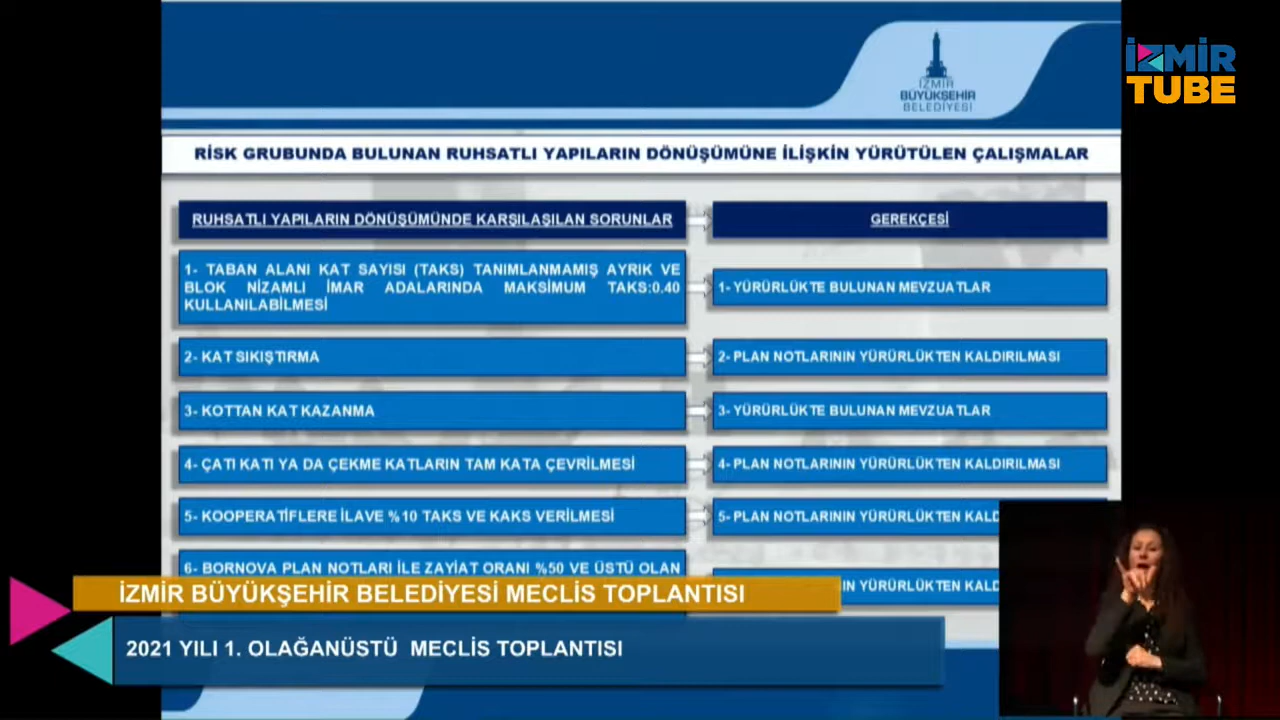 İZMİR
TUBE
İZMİR
BÜYÜKŞEHİR
BELEDİYESİ
RİSK GRUBUNDA BULUNAN RUHSATLI YAPILARIN DÖNÜŞÜMÜNE İLİŞKİN YÜRÜTÜLEN ÇALIŞMALAR
RUHSATLI YAPILARIN DÖNÜŞÜMÜNDE KARŞILAŞILAN SORUNLAR
GEREKÇESİ
1- TABAN ALANI KAT SAYISI (TAKS) TANIMLANMAMIŞ AYRIK VE
BLOK NİZAMLI İMAR ADALARINDA MAKSİMUM TAKS:0.40
KULLANILABİLMESİ
1- YÜRÜRLÜKTE BULUNAN MEVZUATLAR
2- KAT SIKIŞTIRMA
2- PLAN NOTLARININ YÜRÜRLÜKTEN KALDIRILMASI
3- KOTTAN KAT KAZANMA
3- YÜRÜRLÜKTE BULUNAN MEVZUATLAR
4- ÇATI KATI YA DA ÇEKME KATLARIN TAM KATA ÇEVRİLMESİ
4- PLAN NOTLARININ YÜRÜRLÜKTEN KALDIRILMASI
5- KOOPERATİFLERE İLAVE %10 TAKS VE KAKS VERİLMESİ
5- PLAN NOTLARININ YÜRÜRLÜKTEN KALD
6- BORNOVA PLAN NOTLARI İLE ZAYİAT ORANI %50 VE ÜSTÜ OLAN
NIN YÜRÜRLÜKTEN KALD
İZMİR BÜYÜKŞEHİR BELEDİYESİ MECLİS TOPLANTISI
2021 YILI 1. OLAĞANÜSTÜ MECLİS TOPLANTISI